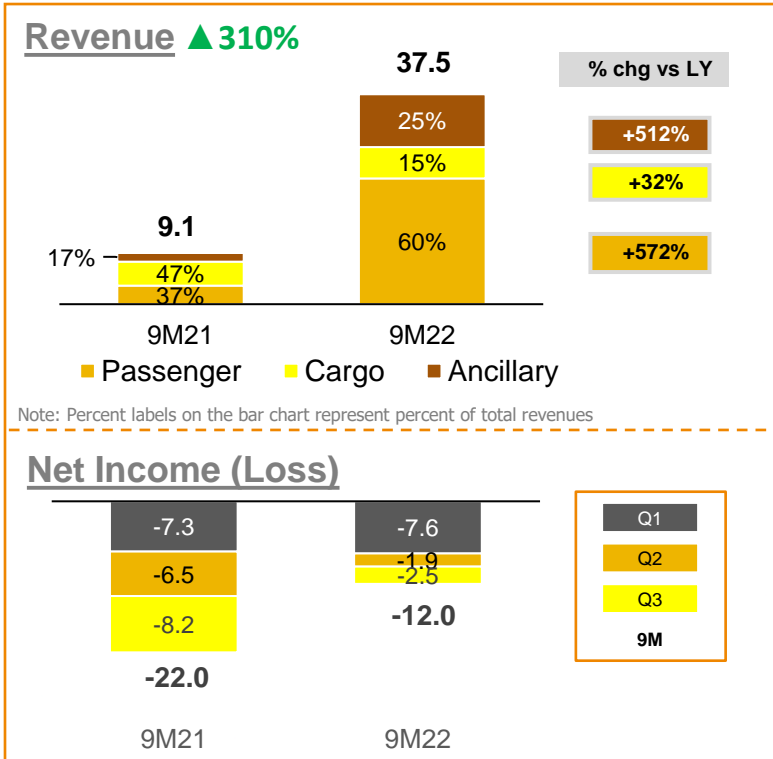 Revenue ▲310%
37.5
% chg vs LY
25%
+512%
15%
+32%
9.1
60%
+572%
17%
47%
37%
9M21
9M22
Passenger
Cargo
Ancillary
Note: Percent labels on the bar chart represent percent of total revenues
Net Income (Loss)
-7.3
-7.6
Q1
-6.5
-1.9
Q2
-2.5
Q3
-8.2
-12.0
9M
-22.0
9M21
9M22